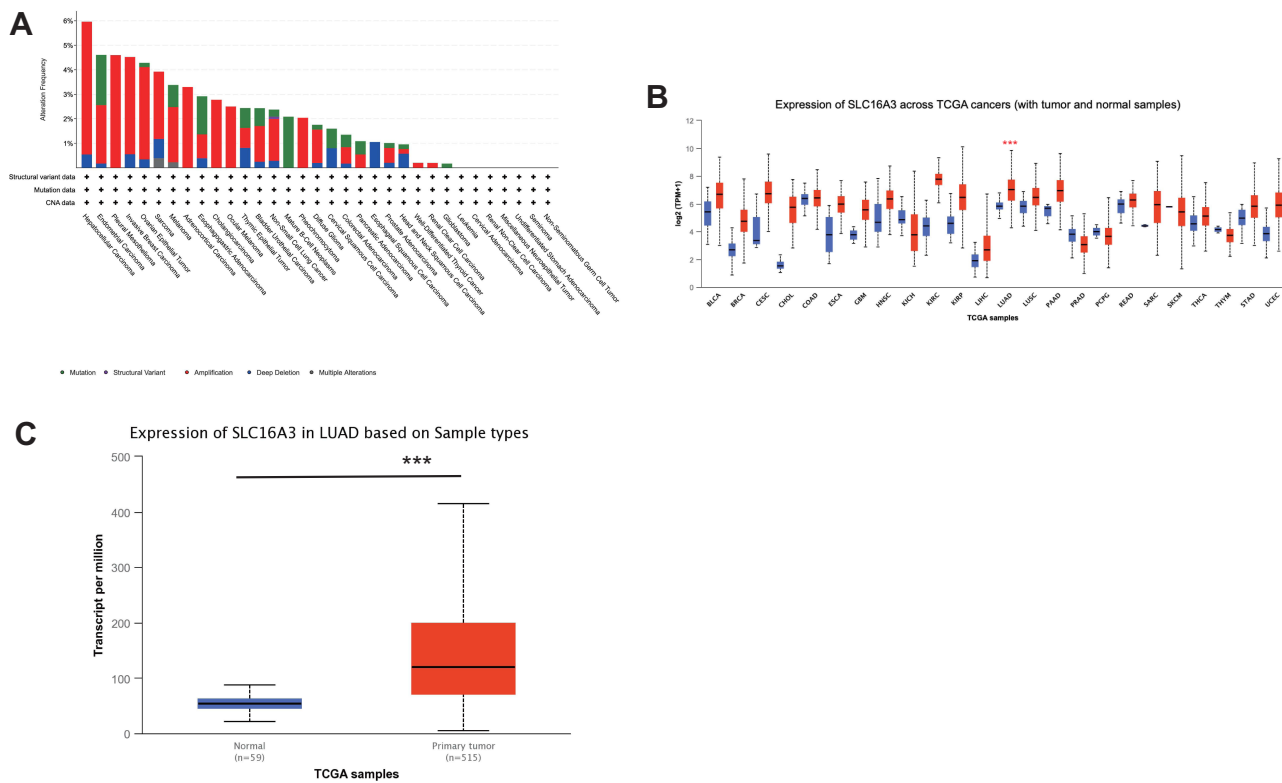 A
Alteration Frequency
6%
5%
4%
3%
2%
1%
Structural variant data
Mutation data
CNA data
Hepatocellular Carcinoma
Endometrial Carcinoma
Pleural Mesothelioma
Invasive Breast Carcinoma
Ovarian Epithelial Tumor
Sarcoma
Melanoma
Adrenocortical Carcinoma
Esophagogastric Adenocarcinoma
Cholangiocarcinoma
Ocular Melanoma
Thymic Epithelial Tumor
Bladder Urothelial Carcinoma
Non-Small Cell Lung Cancer
Mature B-Cell Neoplasms
Pheochromocytoma
Diffuse Glioma
Cervical Squamous Cell Carcinoma
Colorectal Adenocarcinoma
Pancreatic Adenocarcinoma
Esophageal Squamous Cell Carcinoma
Prostate Adenocarcinoma
Head and Neck Squamous Cell Carcinoma
Well-Differentiated Thyroid Cancer
Renal Clear Cell Carcinoma
Glioblastoma
Leukemia
Cervical Adenocarcinoma
Renal Non-Clear Cell Carcinoma
Miscellaneous Neuroepithelial Tumor
Undifferentiated Stomach Adenocarcinoma
Seminoma
Non-Seminomatous Germ Cell Tumor
Mutation
Structural Variant
Amplification
Deep Deletion
Multiple Alterations
B
Expression of SLC16A3 across TCGA cancers (with tumor and normal samples)
log2 (TPM+1)
12
10
8
6
4
2
0
***
BLCA
BRCA
CESC
CHOL
COAD
ESCA
GBM
HNSC
KICH
KIRC
KIRP
LIHC
LUAD
LUSC
PAAD
PRAD
PCPG
READ
SARC
SKCM
THCA
THYM
STAD
UCEC
TCGA samples
C
Expression of SLC16A3 in LUAD based on Sample types
Transcript per million
500
400
300
200
100
0
***
Normal
(n=59)
Primary tumor
(n=515)
TCGA samples